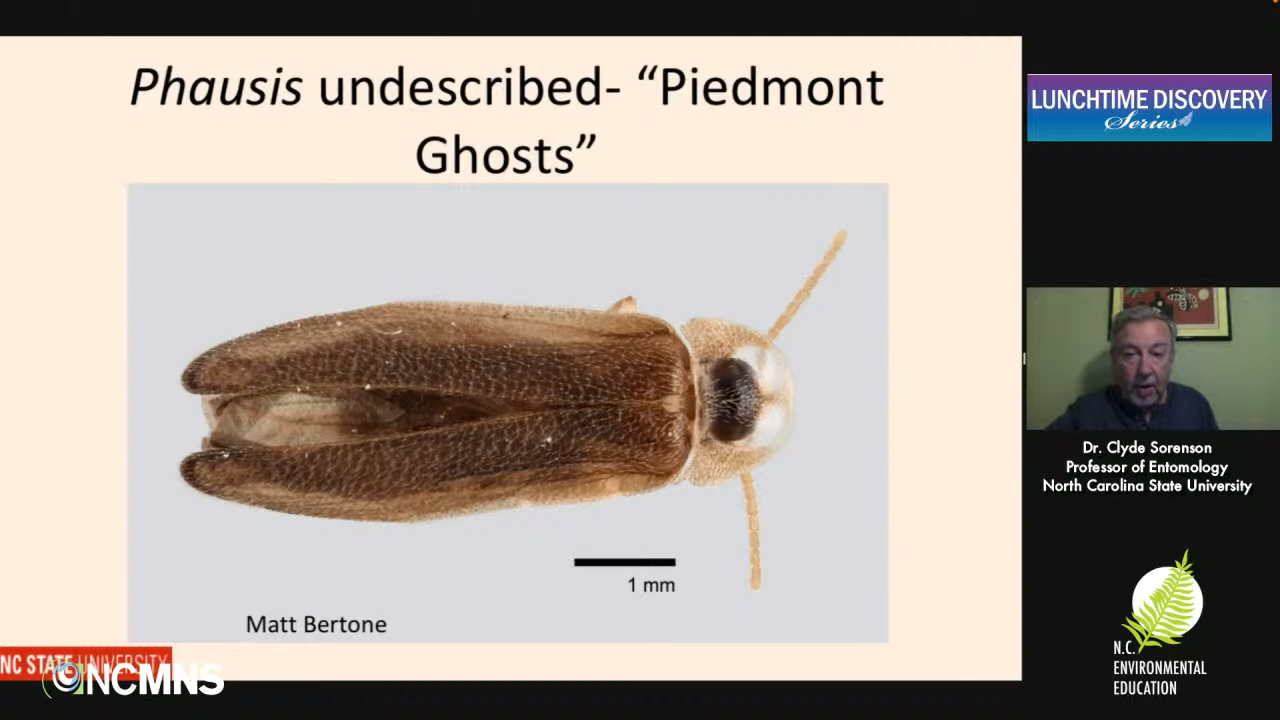 Phausis undescribed- “Piedmont
Ghosts”
1 mm
Matt Bertone
NC STATE UNIVERSITY
NCMNS
LUNCHTIME DISCOVERY
Series
Dr. Clyde Sorenson
Professor of Entomology
North Carolina State University
N.C.
ENVIRONMENTAL
EDUCATION